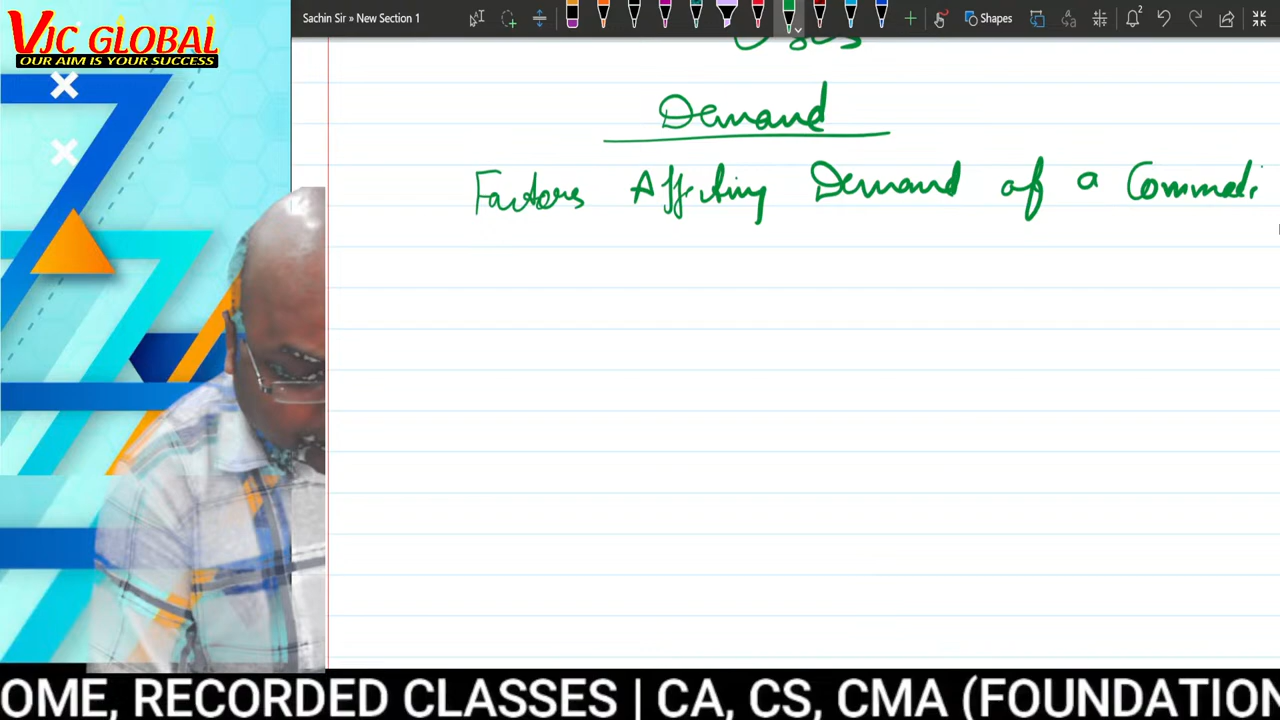 VJC GLOBAL
OUR AIM IS YOUR SUCCESS
Sachin Sir » New Section 1
Shapes
Uses
Demand
Factors Affecting Demand of a Commodi
OME, RECORDED CLASSES | CA, CS, CMA (FOUNDATION